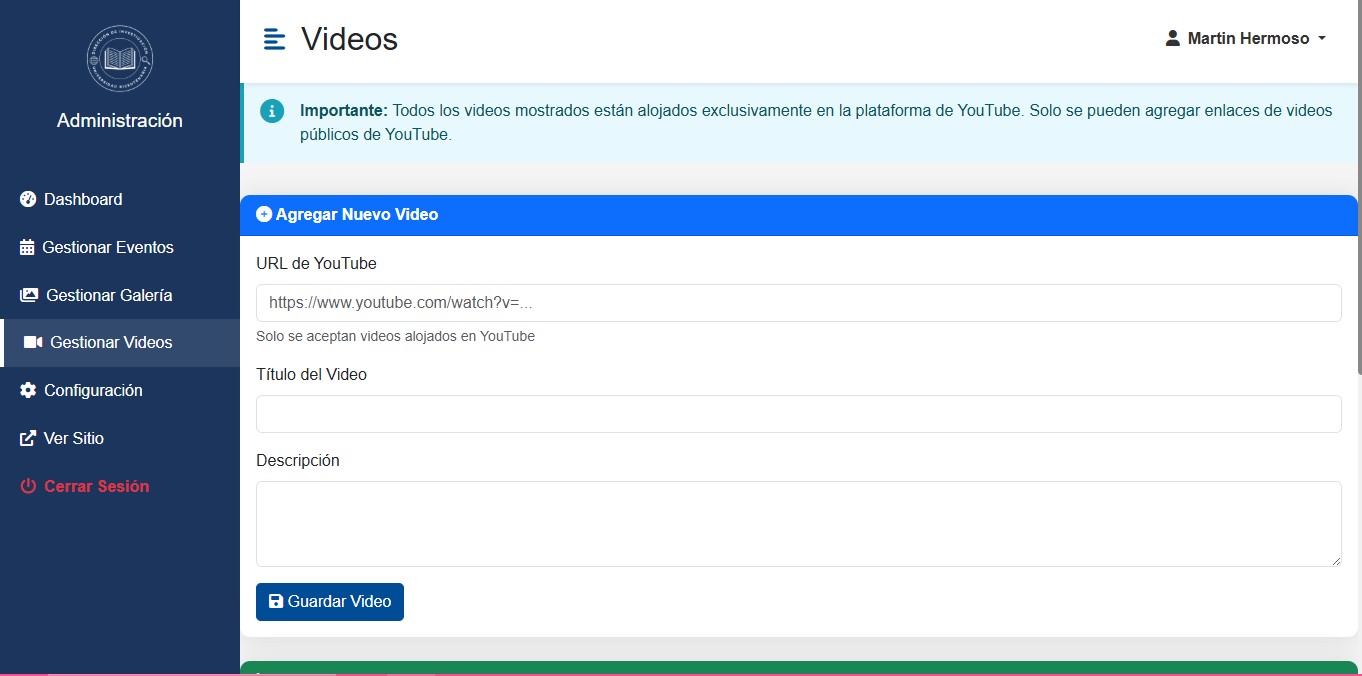 Administración
Dashboard
Gestionar Eventos
Gestionar Galería
Gestionar Videos
Configuración
Ver Sitio
Cerrar Sesión
Videos
Martin Hermoso
Importante: Todos los videos mostrados están alojados exclusivamente en la plataforma de YouTube. Solo se pueden agregar enlaces de videos
públicos de YouTube.
Agregar Nuevo Video
URL de YouTube
https://www.youtube.com/watch?v=...
Solo se aceptan videos alojados en YouTube
Título del Video
Descripción
Guardar Video